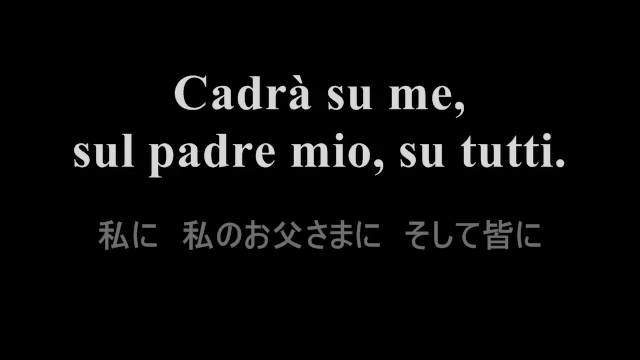 Cadrà su me,
sul padre mio, su tutti.
私に　私のお父さまに　そして皆に